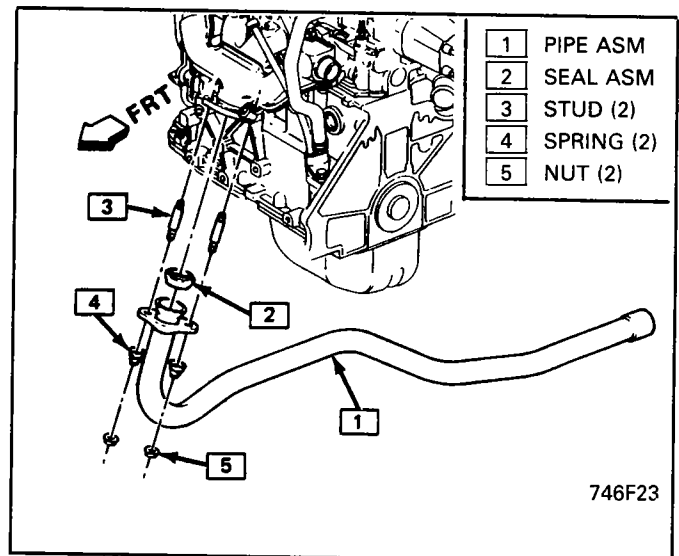 1 PIPE ASM
2 SEAL ASM
3 STUD (2)
4 SPRING (2)
5 NUT (2)
FRT
3
2
4
1
5
746F23